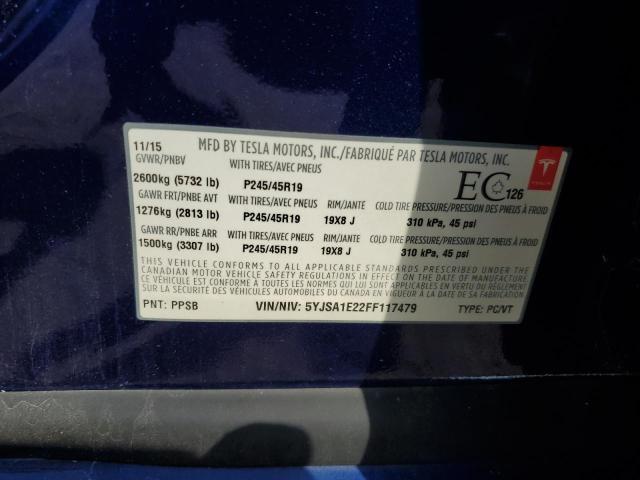 11/15 MFD BY TESLA MOTORS, INC./FABRIQUÉ PAR TESLA MOTORS, INC.
GVWR/PNBV WITH TIRES/AVEC PNEUS
2600kg (5732 lb) P245/45R19 EC 126 TESLA
GAWR FRT/PNBE AVT WITH TIRES/AVEC PNEUS RIM/JANTE COLD TIRE PRESSURE/PRESSION DES PNEUS À FROID
1276kg (2813 lb) P245/45R19 19X8 J 310 kPa, 45 psi
GAWR RR/PNBE ARR WITH TIRES/AVEC PNEUS RIM/JANTE COLD TIRE PRESSURE/PRESSION DES PNEUS À FROID
1500kg (3307 lb) P245/45R19 19X8 J 310 kPa, 45 psi
THIS VEHICLE CONFORMS TO ALL APPLICABLE STANDARDS PRESCRIBED UNDER THE
CANADIAN MOTOR VEHICLE SAFETY REGULATIONS IN EFFECT ON THE DATE OF MANUFACTURE
CE VÉHICULE EST CONFORME À TOUTES LES NORMES QUI LUI SONT APPLICABLES EN VERTU DU RÈGLEMENT SUR LA
SÉCURITÉ DES VÉHICULES AUTOMOBILES DU CANADA EN VIGUEUR À LA DATE DE SA FABRICATION
PNT: PPSB VIN/NIV: 5YJSA1E22FF117479 TYPE: PC/VT